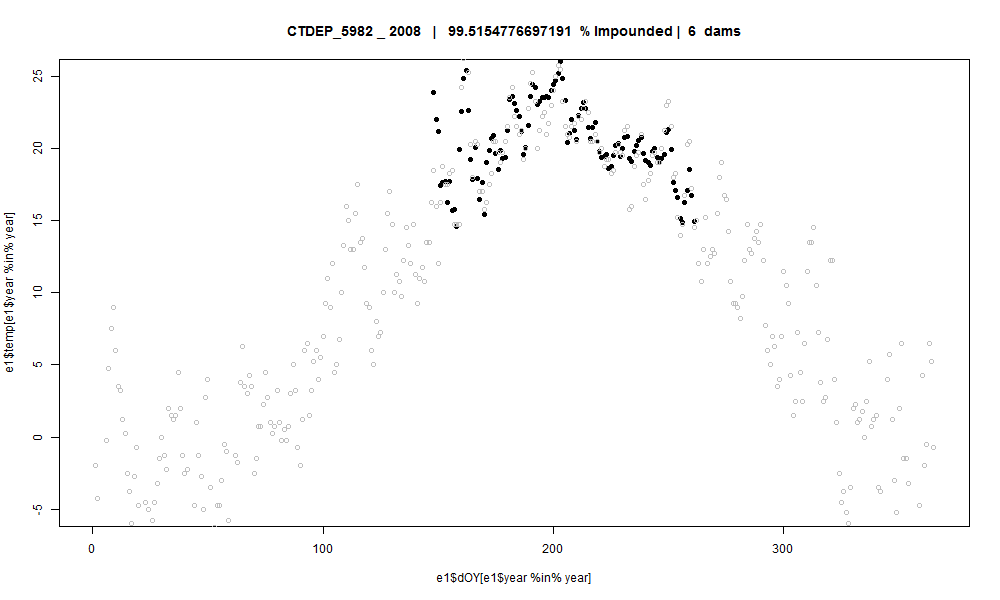 CTDEP_5982 _ 2008 | 99.5154776697191 % Impounded | 6 dams
e1$temp[e1$year %in% year]
25
20
15
10
5
0
-5
0 100 200 300
e1$dOY[e1$year %in% year]